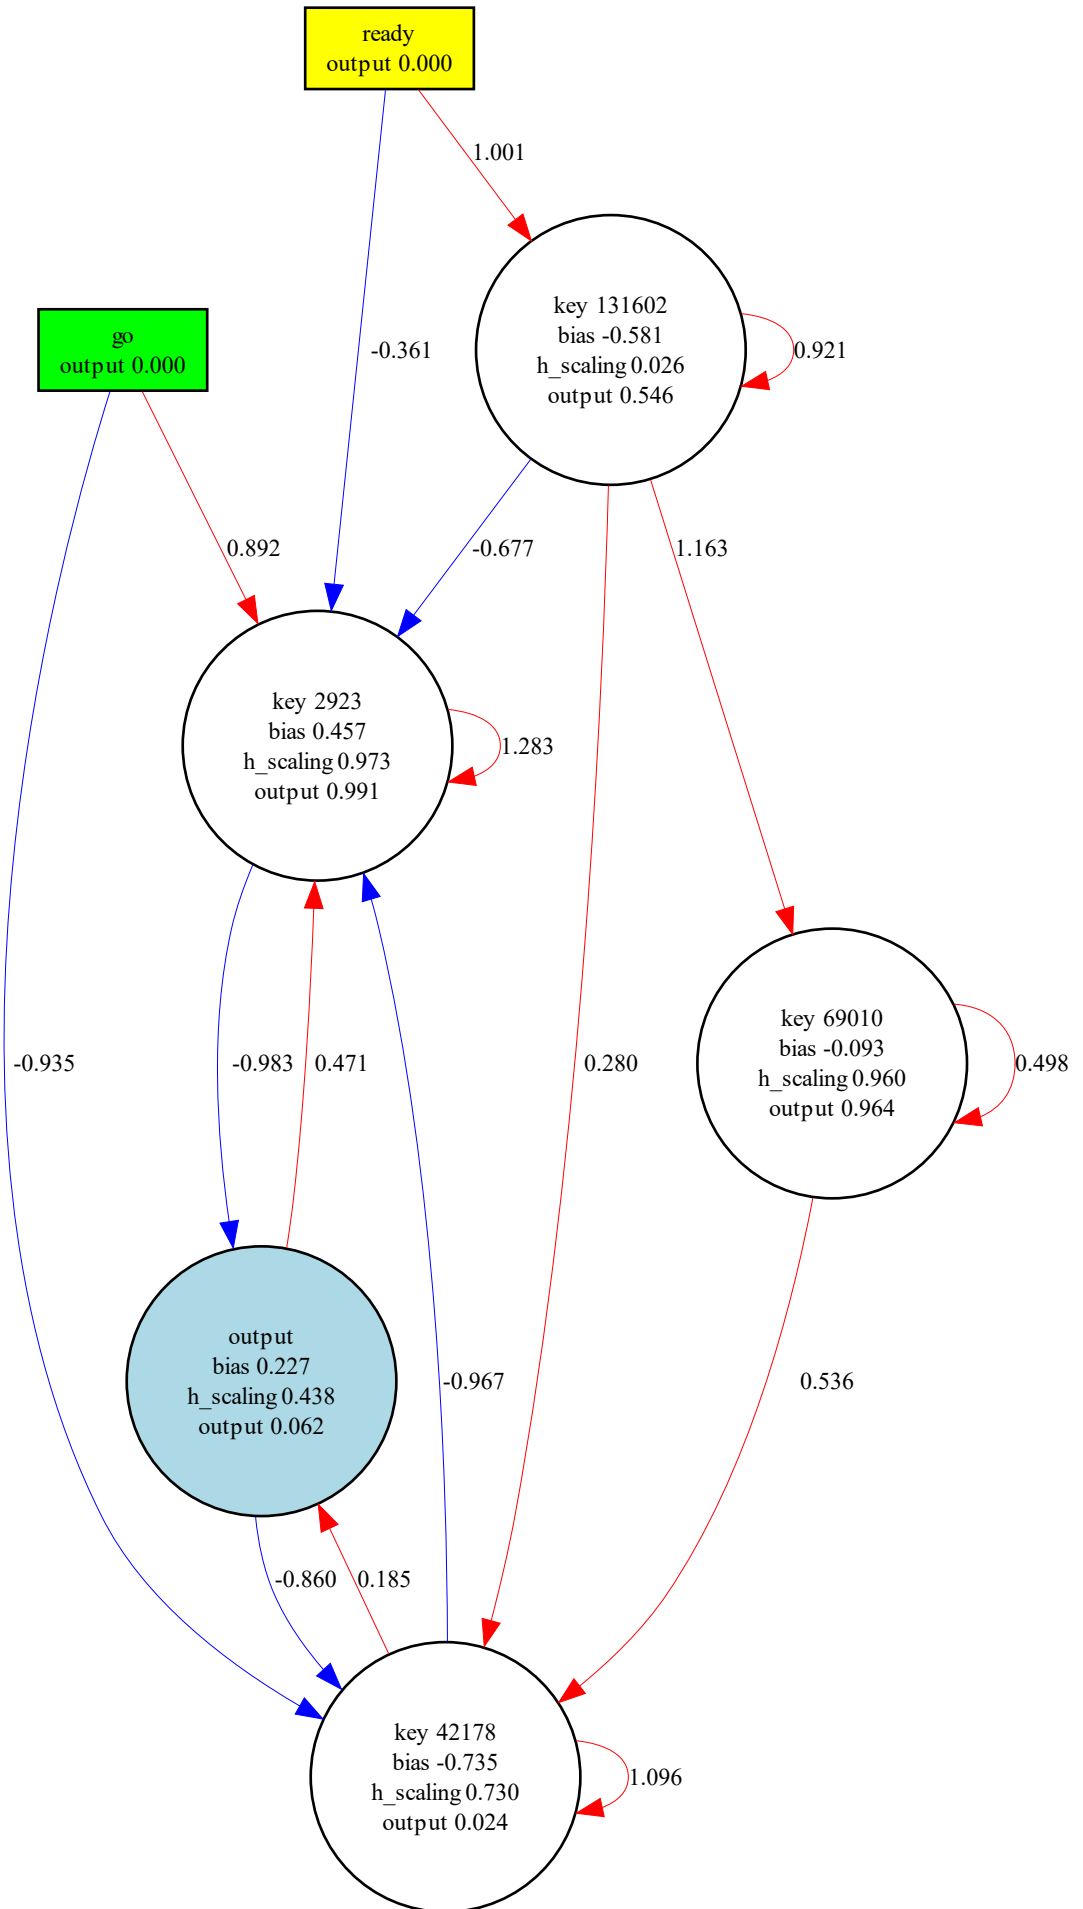 ready
output 0.000
1.001
key 131602
bias -0.581
h_scaling 0.026
output 0.546
0.921
go
output 0.000
-0.361
0.892
-0.677
1.163
key 2923
bias 0.457
h_scaling 0.973
output 0.991
1.283
key 69010
bias -0.093
h_scaling 0.960
output 0.964
0.498
-0.935
-0.983
0.471
0.280
output
bias 0.227
h_scaling 0.438
output 0.062
-0.967
0.536
-0.860
0.185
key 42178
bias -0.735
h_scaling 0.730
output 0.024
1.096